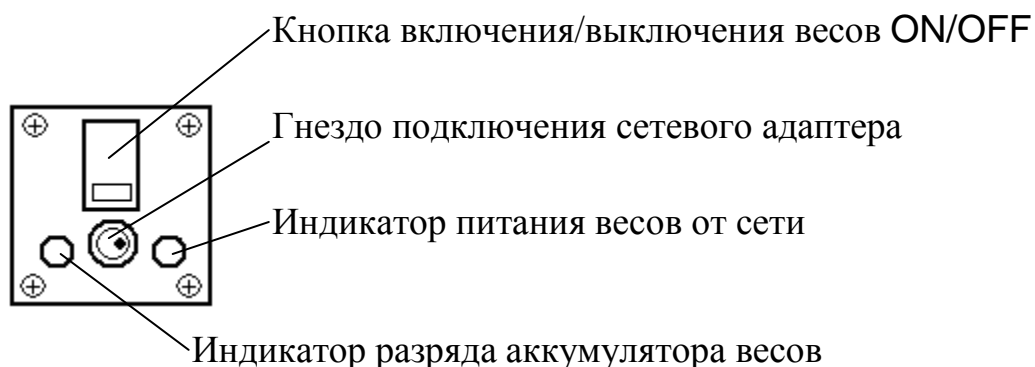 Кнопка включения/выключения весов ON/OFF
Гнездо подключения сетевого адаптера
Индикатор питания весов от сети
Индикатор разряда аккумулятора весов